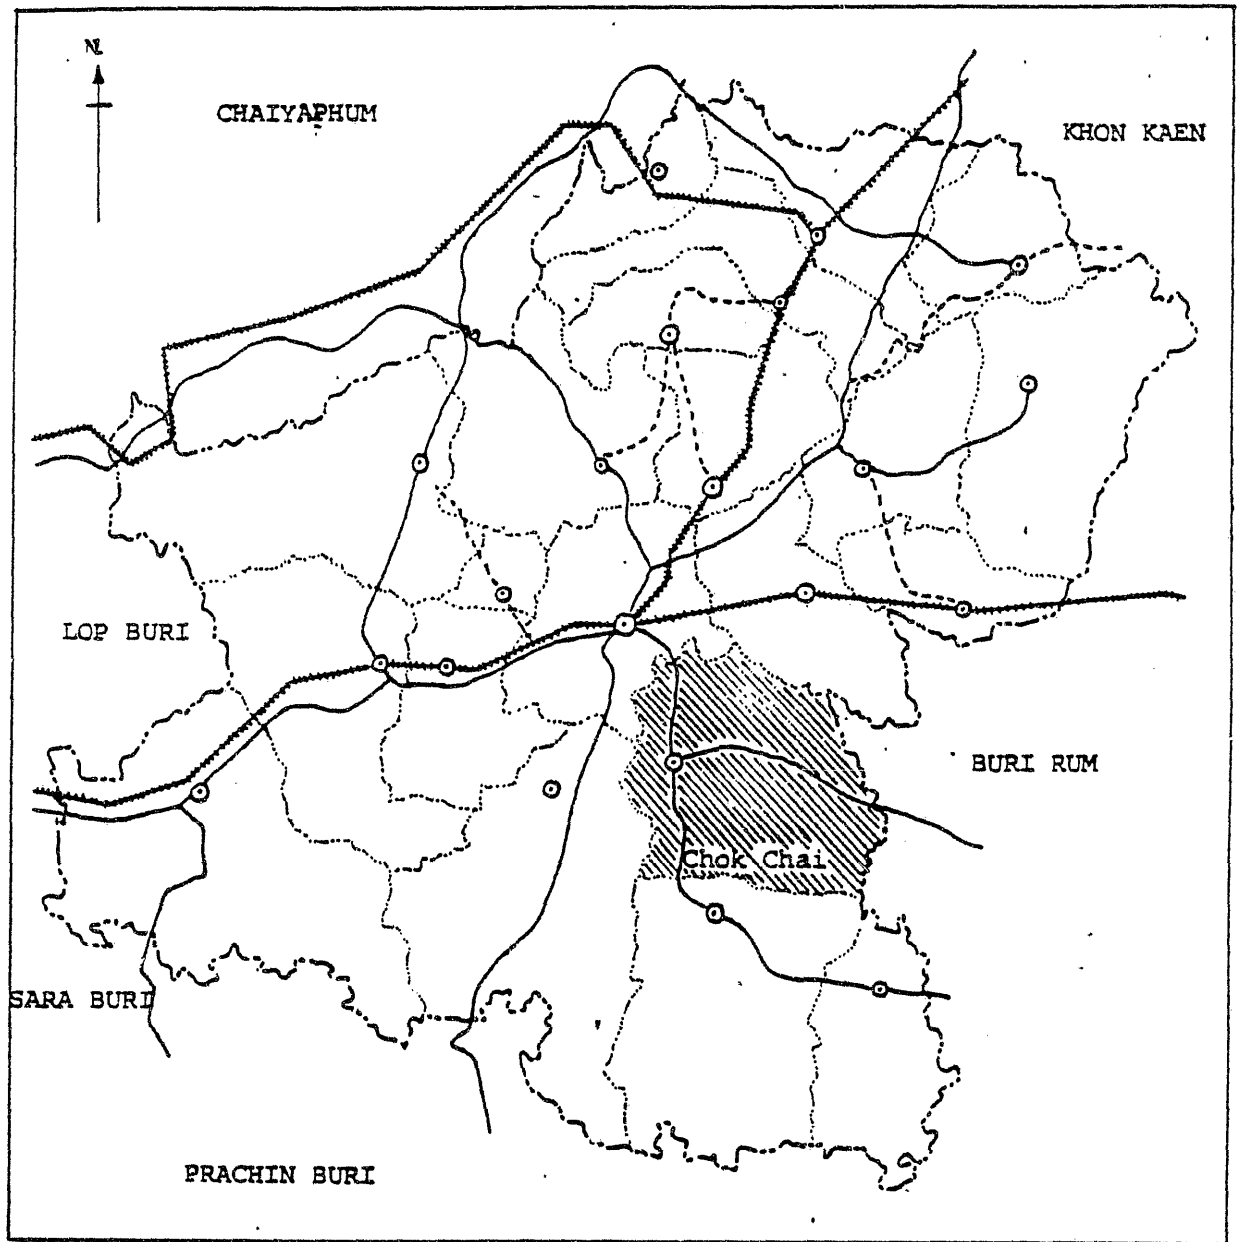 N
CHAIYAPHUM
KHON KAEN
LOP BURI
BURI RUM
Chok Chai
SARA BURI
PRACHIN BURI